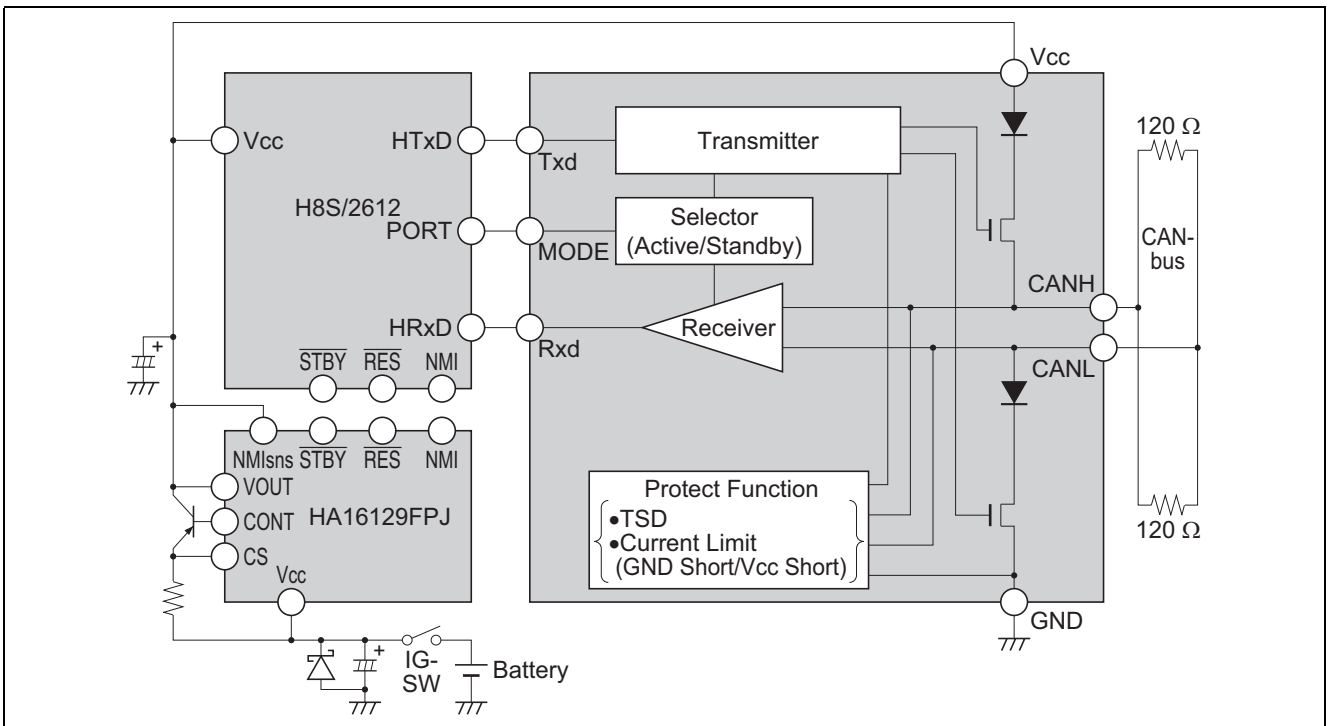 Vcc
Vcc
HTxD
Txd
Transmitter
120 Ω
H8S/2612
PORT
MODE
Selector
(Active/Standby)
CAN-
bus
CANH
HRxD
Rxd
Receiver
CANL
+
STBY
RES
NMI
NMIsns
STBY
RES
NMI
VOUT
CONT
HA16129FPJ
CS
Vcc
Protect Function
•TSD
•Current Limit
(GND Short/Vcc Short)
120 Ω
GND
+
IG-
SW
Battery